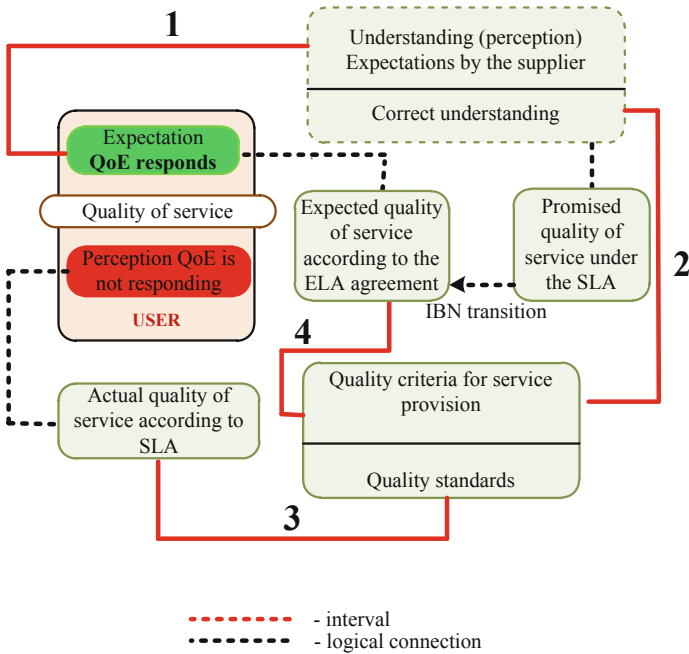 1
Understanding (perception)
Expectations by the supplier
Correct understanding
Expectation
QoE responds
Quality of service
Perception QoE is
not responding
USER
Expected quality
of service
according to the
ELA agreement
Promised
quality of
service under
the SLA
2
IBN transition
4
Actual quality of
service according to
SLA
Quality criteria for service
provision
Quality standards
3
- interval
- logical connection